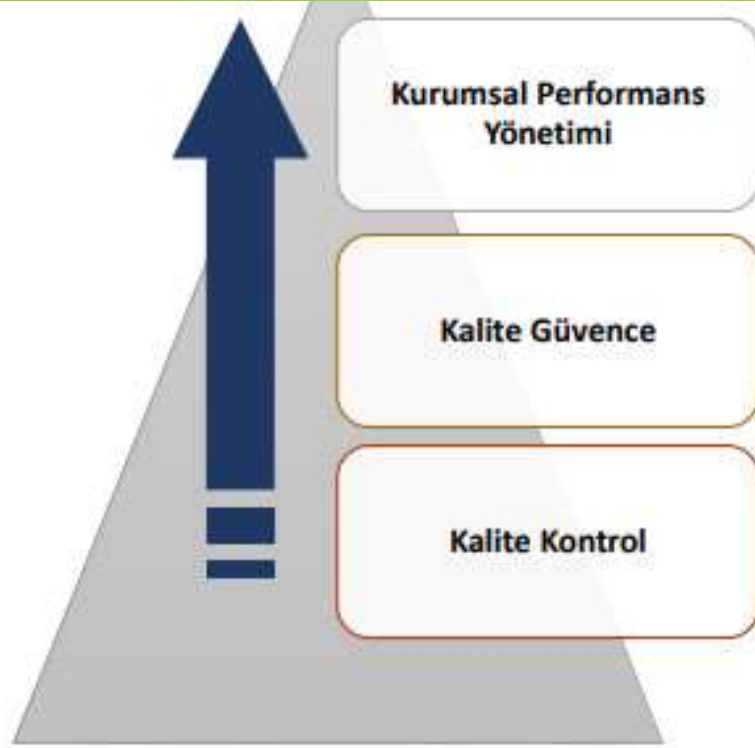 Kurumsal Performans
Yönetimi
Kalite Güvence
Kalite Kontrol